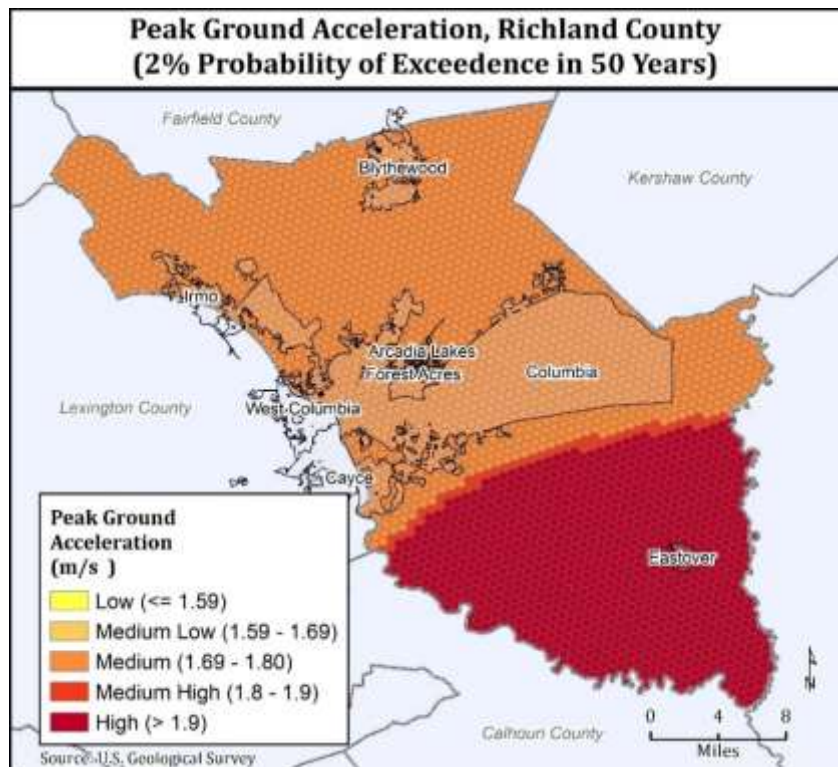 Peak Ground Acceleration, Richland County
(2% Probability of Exceedence in 50 Years)
Fairfield County
Blythewood
Kershaw County
Irmo
Arcadia Lakes
Forest Acres
Columbia
Lexington County
West Columbia
Cayce
Peak Ground
Acceleration
(m/s )
Low (<= 1.59)
Medium Low (1.59 - 1.69)
Medium (1.69 - 1.80)
Medium High (1.8 - 1.9)
High (> 1.9)
Eastover
N
0 4 8
Miles
Calhoun County
Source: U.S. Geological Survey